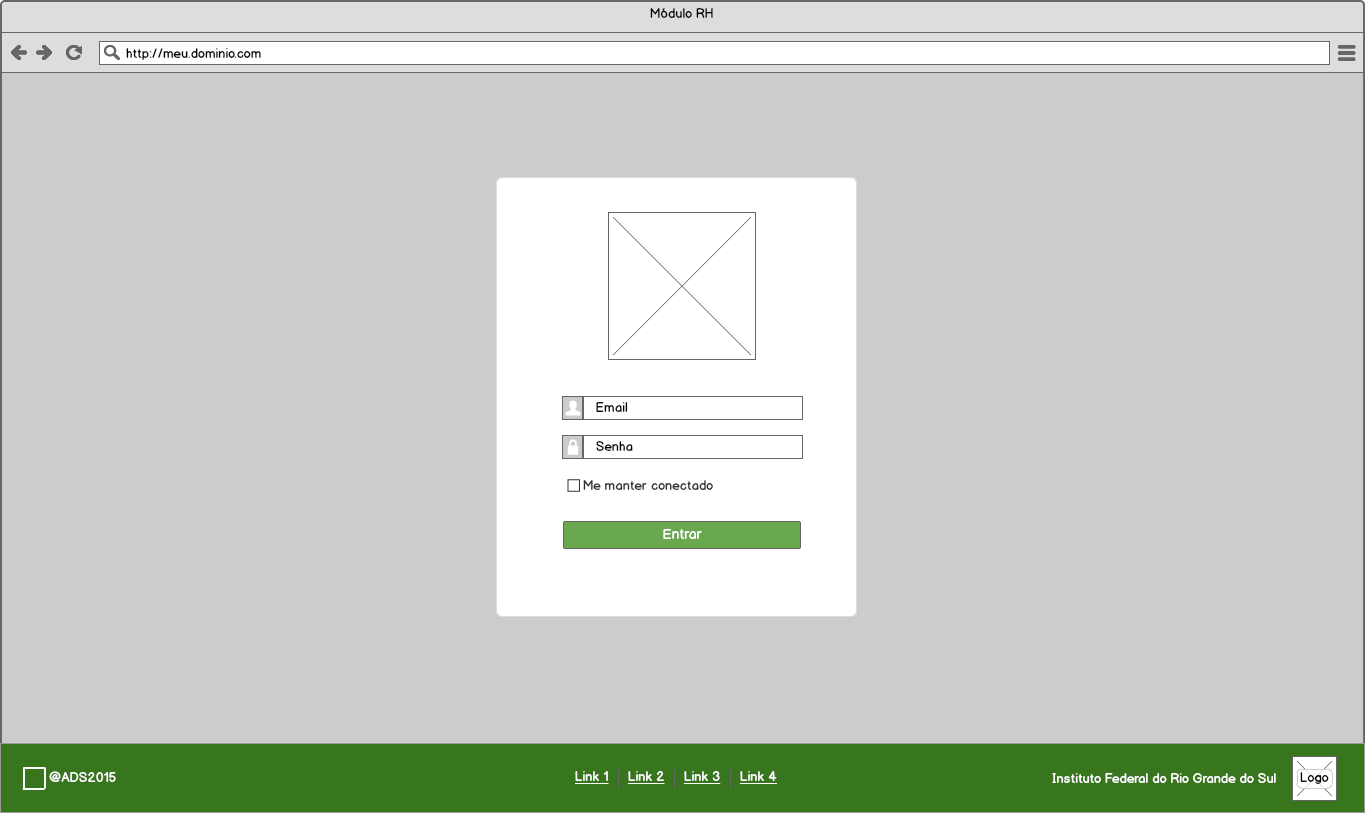 Módulo RH
http://meu.dominio.com
Email
Senha
Me manter conectado
Entrar
@ADS2015
Link 1
Link 2
Link 3
Link 4
Instituto Federal do Rio Grande do Sul
Logo